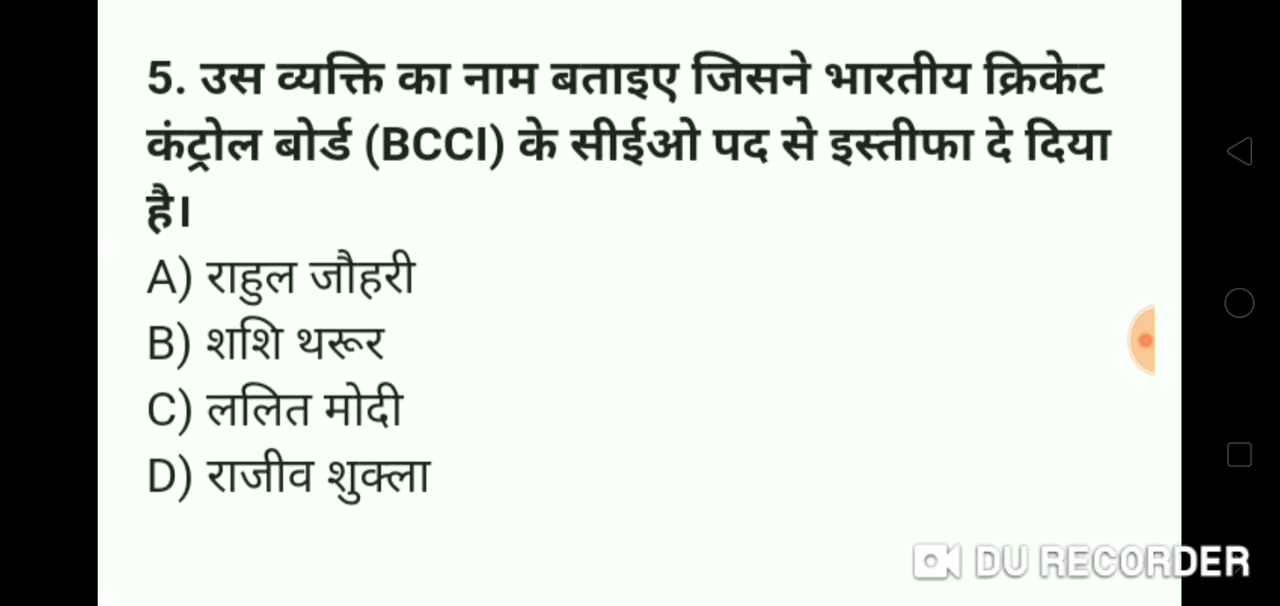 5. उस व्यक्ति का नाम बताइए जिसने भारतीय क्रिकेट
कंट्रोल बोर्ड (BCCI) के सीईओ पद से इस्तीफा दे दिया
है।
A) राहुल जौहरी
B) शशि थरूर
C) ललित मोदी
D) राजीव शुक्ला
DU RECORDER